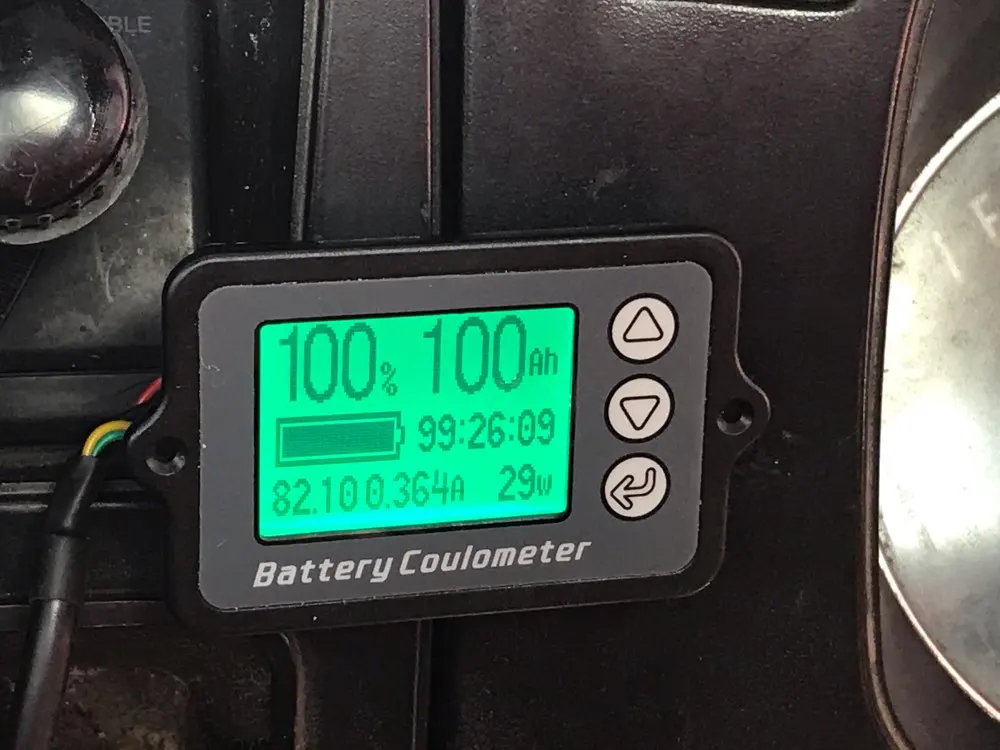 100% 100Ah
99:26:09
82.10 0.364A 29w
Battery Coulometer